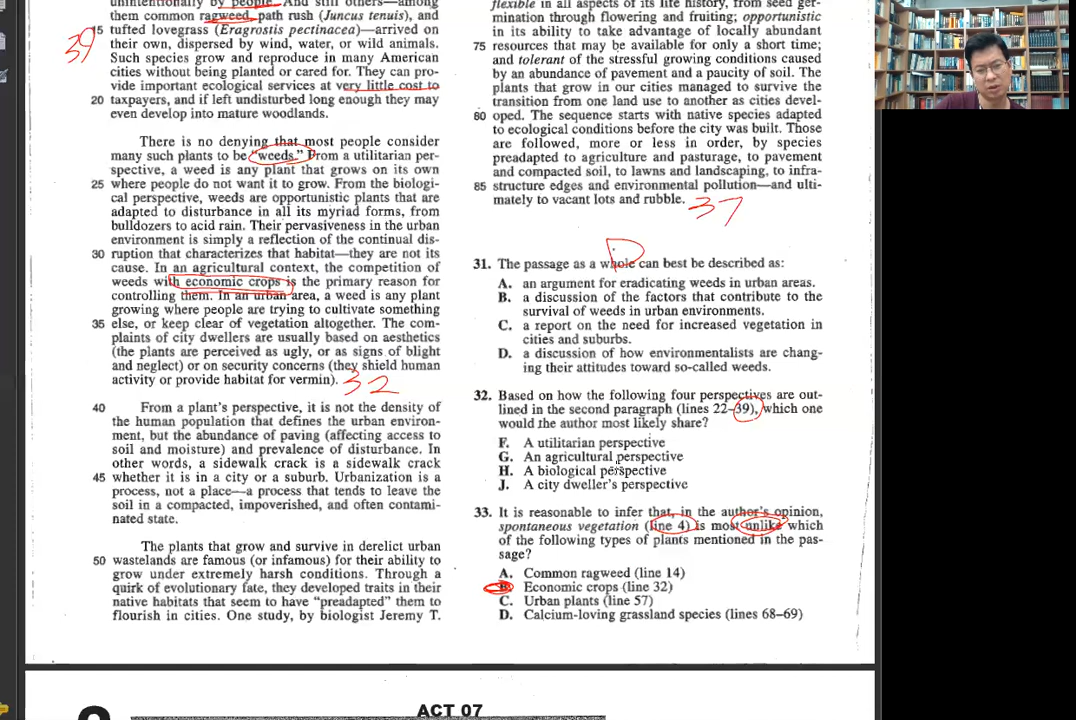 unintentionally by people. And still others—among
them common ragweed, path rush (Juncus tenuis), and
15 tufted lovegrass (Eragrostis pectinacea)—arrived on
39
their own, dispersed by wind, water, or wild animals.
Such species grow and reproduce in many American
cities without being planted or cared for. They can pro-
vide important ecological services at very little cost to
20 taxpayers, and if left undisturbed long enough they may
even develop into mature woodlands.
There is no denying that most people consider
many such plants to be “weeds.” From a utilitarian per-
spective, a weed is any plant that grows on its own
25 where people do not want it to grow. From the biologi-
cal perspective, weeds are opportunistic plants that are
adapted to disturbance in all its myriad forms, from
bulldozers to acid rain. Their pervasiveness in the urban
environment is simply a reflection of the continual dis-
30 ruption that characterizes that habitat—they are not its
cause. In an agricultural context, the competition of
weeds with economic crops is the primary reason for
controlling them. In an urban area, a weed is any plant
growing where people are trying to cultivate something
35 else, or keep clear of vegetation altogether. The com-
plaints of city dwellers are usually based on aesthetics
(the plants are perceived as ugly, or as signs of blight
and neglect) or on security concerns (they shield human
activity or provide habitat for vermin). 32
40 From a plant’s perspective, it is not the density of
the human population that defines the urban environ-
ment, but the abundance of paving (affecting access to
soil and moisture) and prevalence of disturbance. In
other words, a sidewalk crack is a sidewalk crack
45 whether it is in a city or a suburb. Urbanization is a
process, not a place—a process that tends to leave the
soil in a compacted, impoverished, and often contami-
nated state.
The plants that grow and survive in derelict urban
50 wastelands are famous (or infamous) for their ability to
grow under extremely harsh conditions. Through a
quirk of evolutionary fate, they developed traits in their
native habitats that seem to have “preadapted” them to
flourish in cities. One study, by biologist Jeremy T.
flexible in all aspects of its life history, from seed ger-
mination through flowering and fruiting; opportunistic
in its ability to take advantage of locally abundant
75 resources that may be available for only a short time;
and tolerant of the stressful growing conditions caused
by an abundance of pavement and a paucity of soil. The
plants that grow in our cities managed to survive the
transition from one land use to another as cities devel-
80 oped. The sequence starts with native species adapted
to ecological conditions before the city was built. Those
are followed, more or less in order, by species
preadapted to agriculture and pasturage, to pavement
and compacted soil, to lawns and landscaping, to infra-
85 structure edges and environmental pollution—and ulti-
mately to vacant lots and rubble. 37
D
31. The passage as a whole can best be described as:
A. an argument for eradicating weeds in urban areas.
B. a discussion of the factors that contribute to the
survival of weeds in urban environments.
C. a report on the need for increased vegetation in
cities and suburbs.
D. a discussion of how environmentalists are chang-
ing their attitudes toward so-called weeds.
32. Based on how the following four perspectives are out-
lined in the second paragraph (lines 22–39), which one
would the author most likely share?
F. A utilitarian perspective
G. An agricultural perspective
H. A biological perspective
J. A city dweller’s perspective
33. It is reasonable to infer that, in the author’s opinion,
spontaneous vegetation (line 4) is most unlike which
of the following types of plants mentioned in the pas-
sage?
A. Common ragweed (line 14)
B. Economic crops (line 32)
C. Urban plants (line 57)
D. Calcium-loving grassland species (lines 68–69)
ACT 07